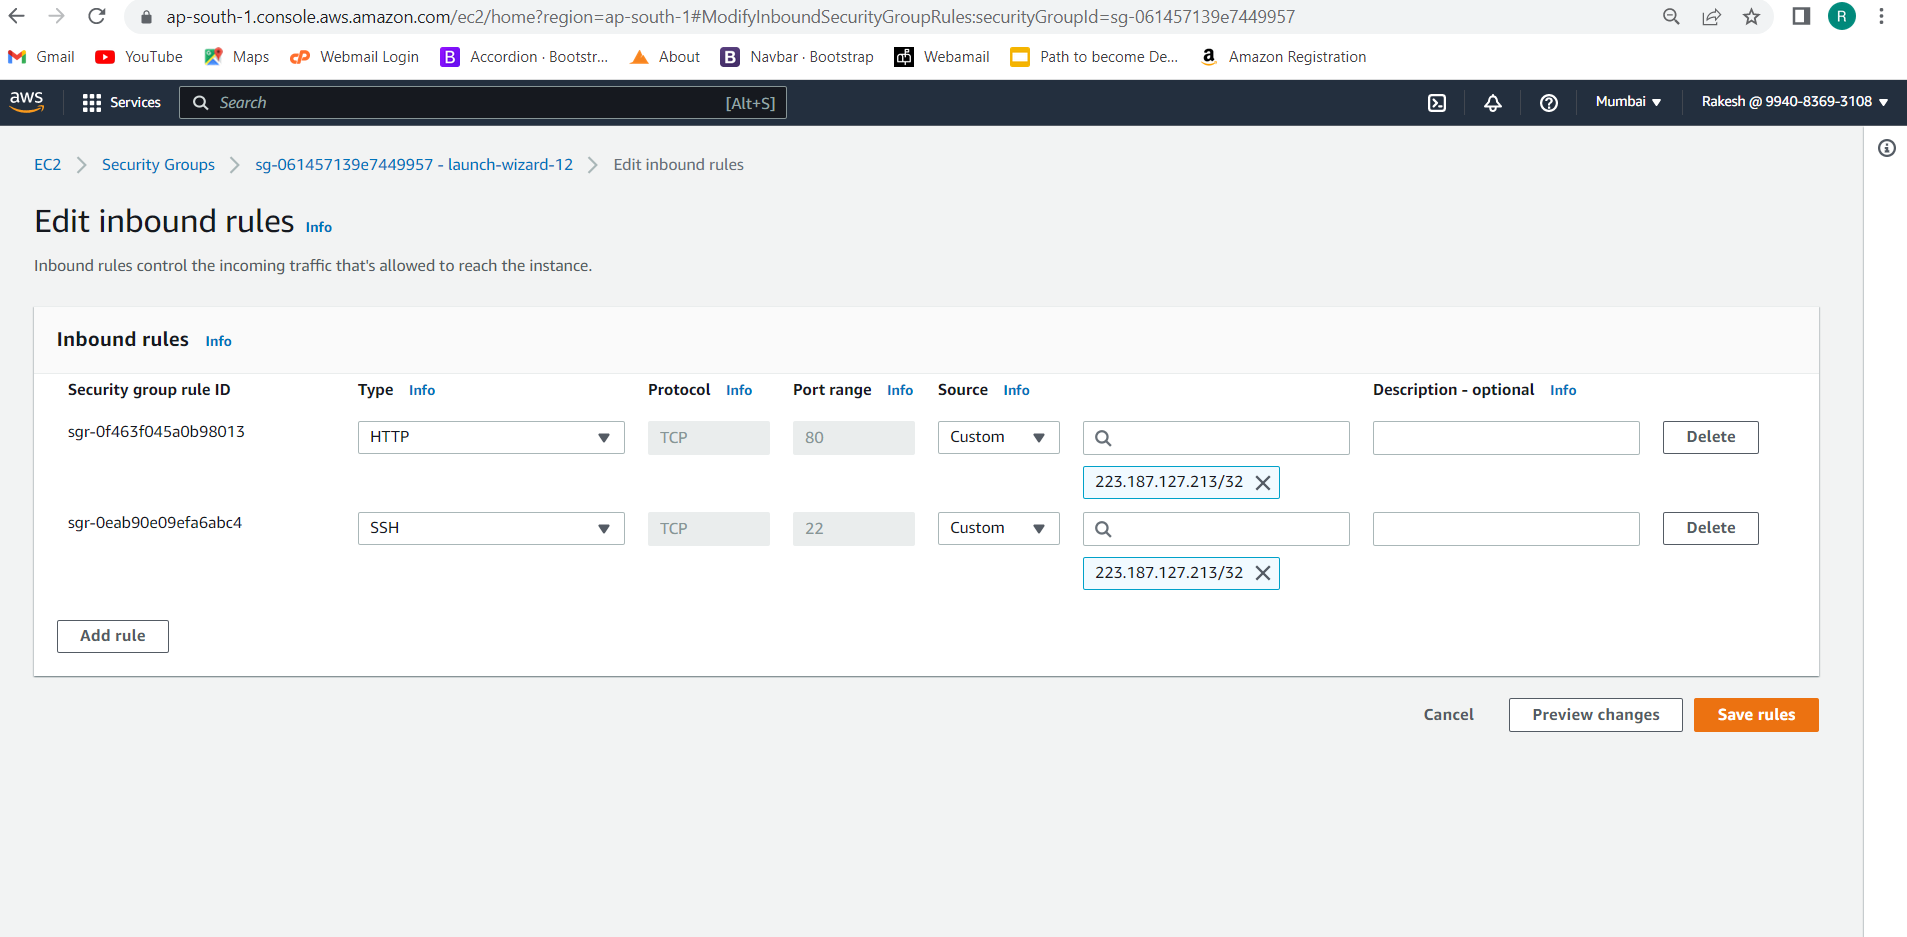 ap-south-1.console.aws.amazon.com/ec2/home?region=ap-south-1#ModifyInboundSecurityGroupRules:securityGroupId=sg-061457139e7449957
R
Gmail YouTube Maps cP Webmail Login B Accordion · Bootstr... About B Navbar · Bootstrap Webamail Path to become De... a Amazon Registration
aws Services Search [Alt+S] Mumbai Rakesh @ 9940-8369-3108
EC2 Security Groups sg-061457139e7449957 - launch-wizard-12 Edit inbound rules
Edit inbound rules Info
Inbound rules control the incoming traffic that's allowed to reach the instance.
Inbound rules Info
Security group rule ID Type Info Protocol Info Port range Info Source Info Description - optional Info
sgr-0f463f045a0b98013 HTTP TCP 80 Custom Delete
223.187.127.213/32
sgr-0eab90e09efa6abc4 SSH TCP 22 Custom Delete
223.187.127.213/32
Add rule
Cancel Preview changes Save rules